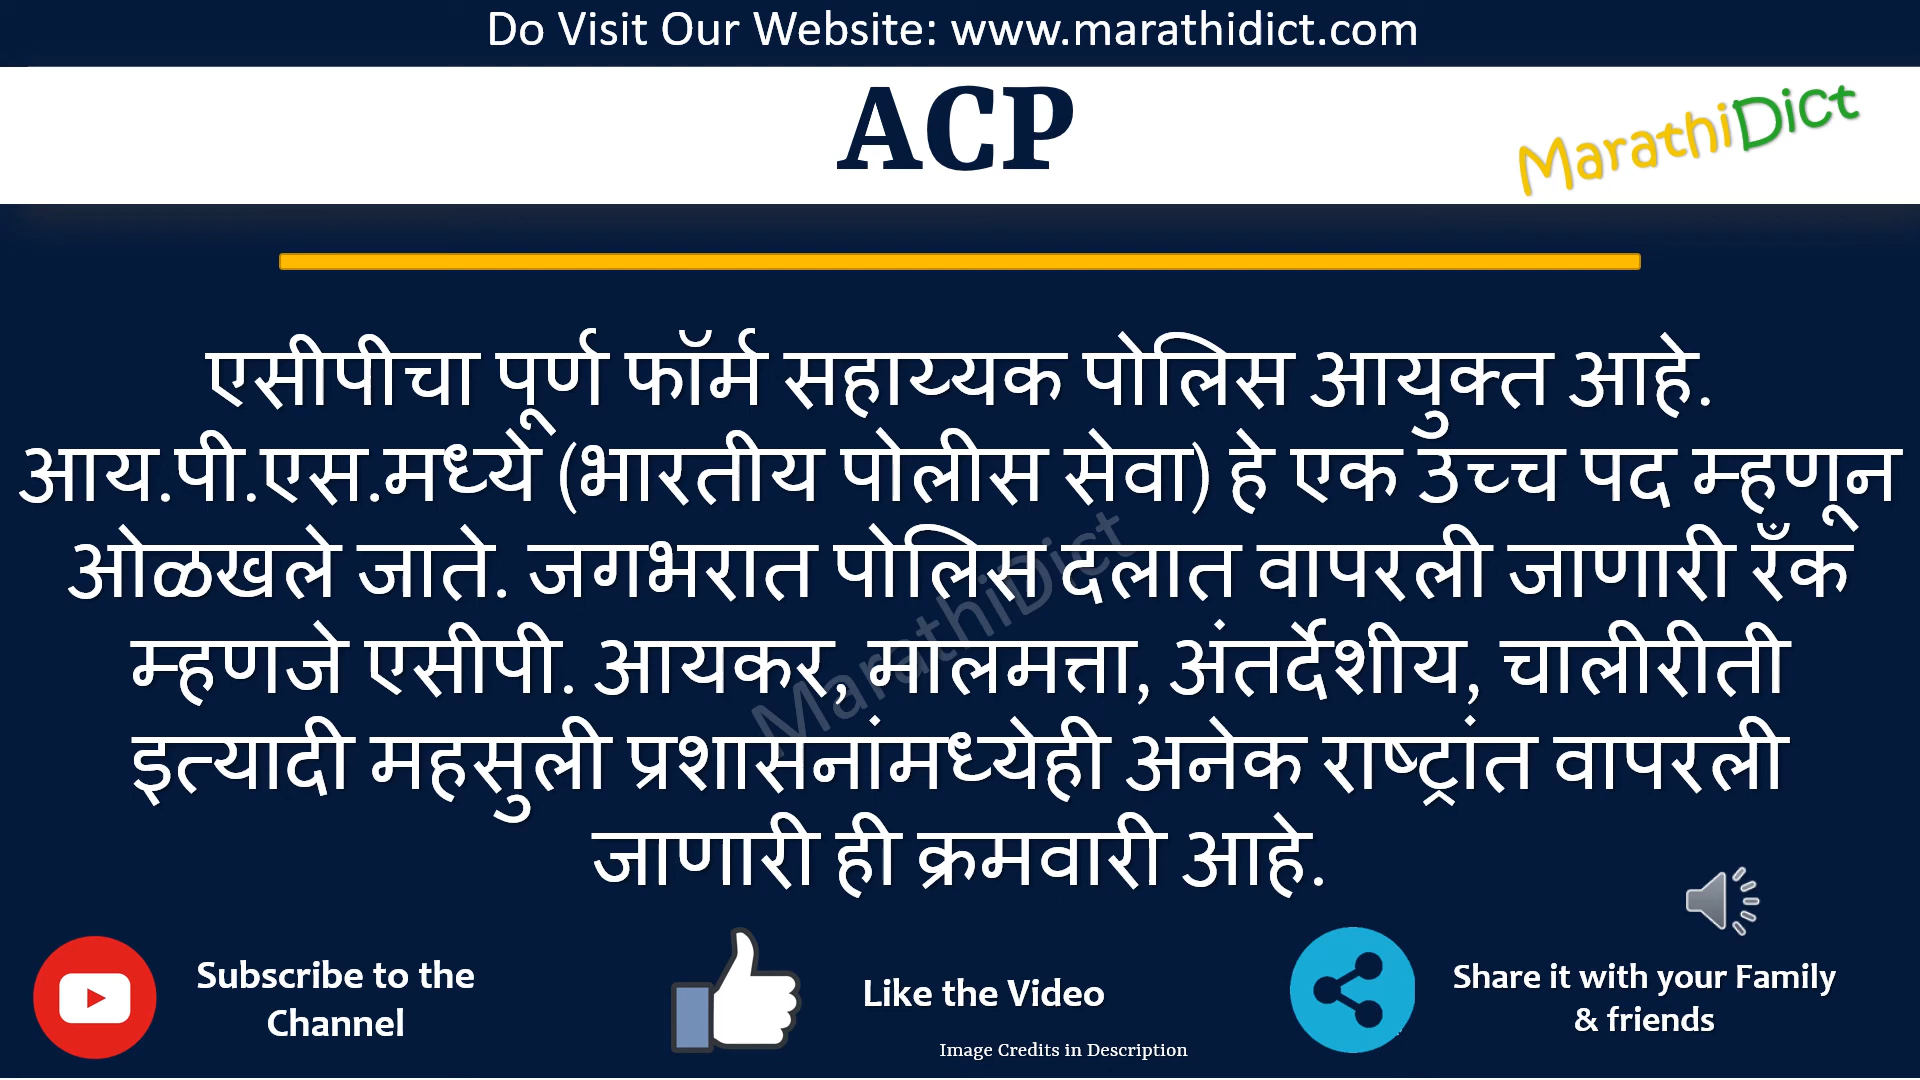 Do Visit Our Website: www.marathidict.com
ACP
MarathiDict
एसीपीचा पूर्ण फॉर्म सहाय्यक पोलिस आयुक्त आहे.
आय.पी.एस.मध्ये (भारतीय पोलीस सेवा) हे एक उच्च पद म्हणून
ओळखले जाते. जगभरात पोलिस दलात वापरली जाणारी रँक
म्हणजे एसीपी. आयकर, मालमत्ता, अंतर्देशीय, चालीरीती
इत्यादी महसुली प्रशासनांमध्येही अनेक राष्ट्रांत वापरली
जाणारी ही क्रमवारी आहे.
MarathiDict
Subscribe to the
Channel
Like the Video
Share it with your Family
& friends
Image Credits in Description